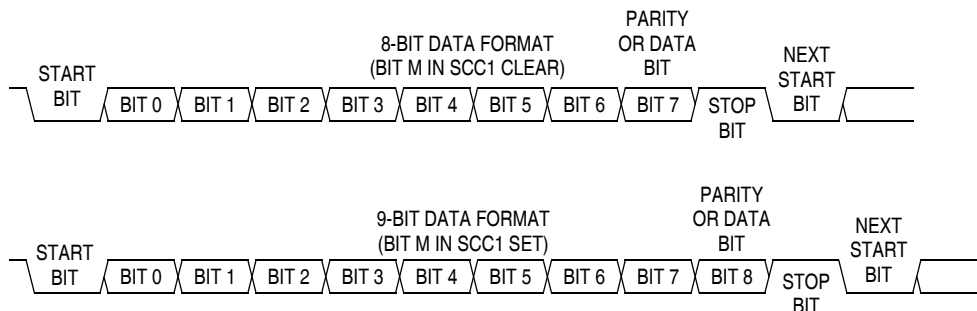 8-BIT DATA FORMAT
(BIT M IN SCC1 CLEAR)
PARITY
OR DATA
BIT
START
BIT
BIT 0 BIT 1 BIT 2 BIT 3 BIT 4 BIT 5 BIT 6 BIT 7
STOP
BIT
NEXT
START
BIT
9-BIT DATA FORMAT
(BIT M IN SCC1 SET)
PARITY
OR DATA
BIT
START
BIT
BIT 0 BIT 1 BIT 2 BIT 3 BIT 4 BIT 5 BIT 6 BIT 7 BIT 8
STOP
BIT
NEXT
START
BIT